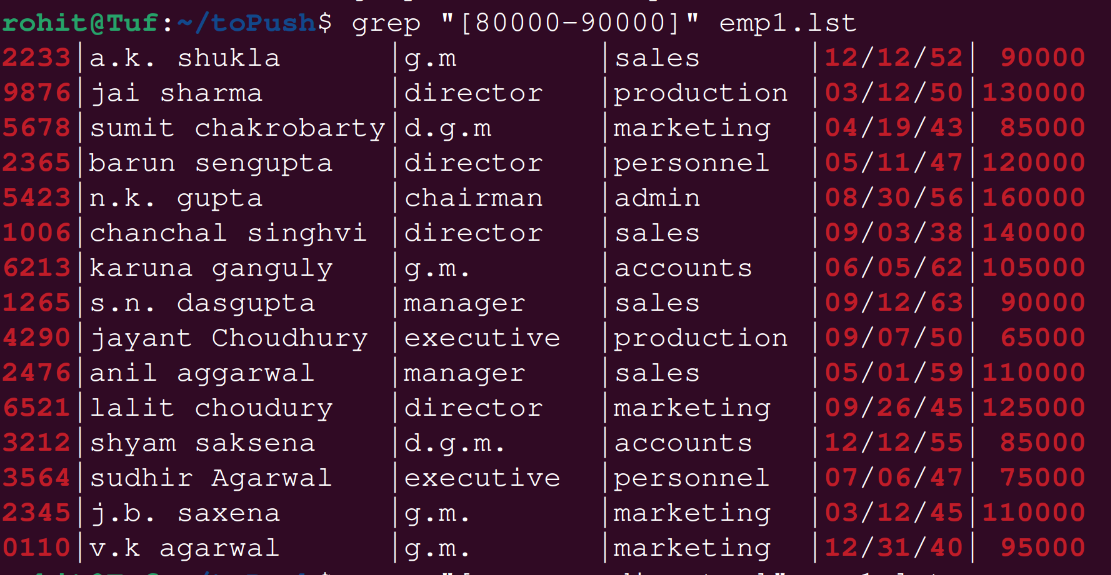 rohit@Tuf:~/toPush$ grep "[80000-90000]" emp1.lst
2233|a.k. shukla      |g.m       |sales     |12/12/52| 90000
9876|jai sharma       |director  |production|03/12/50|130000
5678|sumit chakrobarty|d.g.m     |marketing |04/19/43| 85000
2365|barun sengupta   |director  |personnel |05/11/47|120000
5423|n.k. gupta       |chairman  |admin     |08/30/56|160000
1006|chanchal singhvi |director  |sales     |09/03/38|140000
6213|karuna ganguly   |g.m.      |accounts  |06/05/62|105000
1265|s.n. dasgupta    |manager   |sales     |09/12/63| 90000
4290|jayant Choudhury |executive |production|09/07/50| 65000
2476|anil aggarwal    |manager   |sales     |05/01/59|110000
6521|lalit choudury   |director  |marketing |09/26/45|125000
3212|shyam saksena    |d.g.m.    |accounts  |12/12/55| 85000
3564|sudhir Agarwal   |executive |personnel |07/06/47| 75000
2345|j.b. saxena      |g.m.      |marketing |03/12/45|110000
0110|v.k agarwal      |g.m.      |marketing |12/31/40| 95000